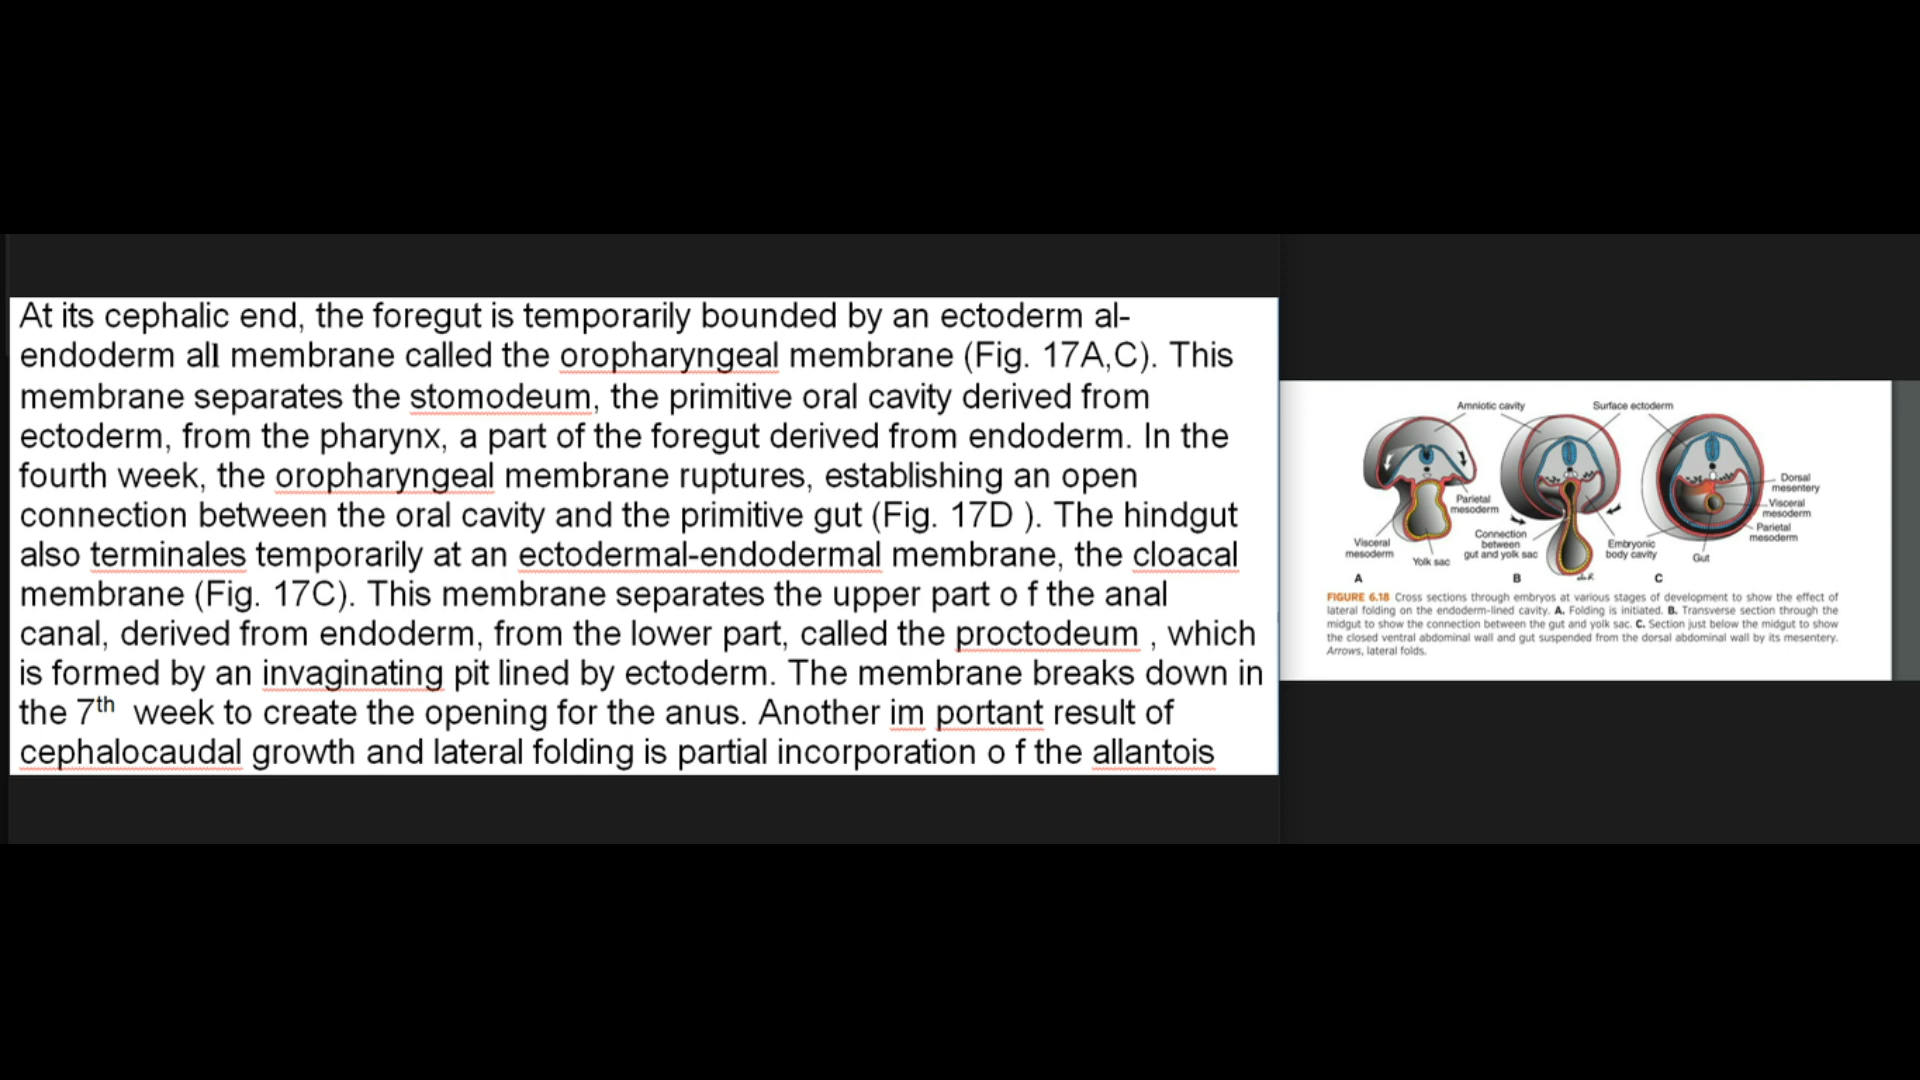 At its cephalic end, the foregut is temporarily bounded by an ectoderm al-
endoderm all membrane called the oropharyngeal membrane (Fig. 17A,C). This
membrane separates the stomodeum, the primitive oral cavity derived from
ectoderm, from the pharynx, a part of the foregut derived from endoderm. In the
fourth week, the oropharyngeal membrane ruptures, establishing an open
connection between the oral cavity and the primitive gut (Fig. 17D ). The hindgut
also terminales temporarily at an ectodermal-endodermal membrane, the cloacal
membrane (Fig. 17C). This membrane separates the upper part o f the anal
canal, derived from endoderm, from the lower part, called the proctodeum , which
is formed by an invaginating pit lined by ectoderm. The membrane breaks down in
the 7th week to create the opening for the anus. Another im portant result of
cephalocaudal growth and lateral folding is partial incorporation o f the allantois
Amniotic cavity
Surface ectoderm
Parietal
mesoderm
Dorsal
mesentery
Visceral
mesoderm
Parietal
mesoderm
Visceral
mesoderm
Yolk sac
Connection
between
gut and yolk sac
Embryonic
body cavity
Gut
A
B
C
FIGURE 6.18 Cross sections through embryos at various stages of development to show the effect of
lateral folding on the endoderm-lined cavity. A. Folding is initiated. B. Transverse section through the
midgut to show the connection between the gut and yolk sac. C. Section just below the midgut to show
the closed ventral abdominal wall and gut suspended from the dorsal abdominal wall by its mesentery.
Arrows, lateral folds.